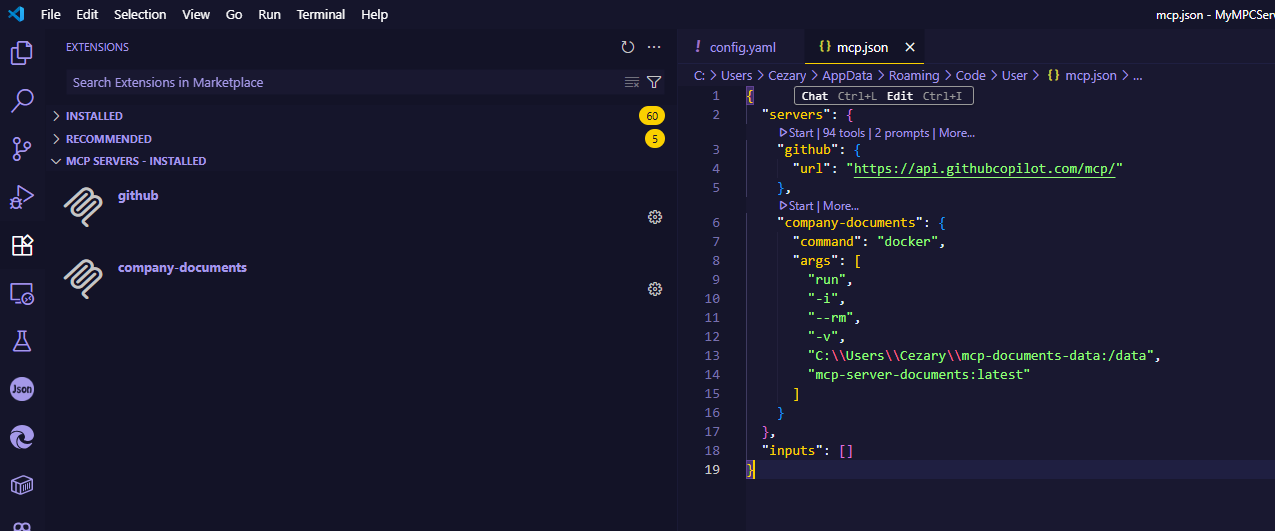 File Edit Selection View Go Run Terminal Help
mcp.json - MyMPCSer
EXTENSIONS
Search Extensions in Marketplace
INSTALLED 60
RECOMMENDED 5
MCP SERVERS - INSTALLED
github
company-documents
Json
! config.yaml
{} mcp.json
C: > Users > Cezary > AppData > Roaming > Code > User > {} mcp.json > ...
Chat Ctrl+L Edit Ctrl+I
1 {
2 "servers": {
Start | 94 tools | 2 prompts | More...
3 "github": {
4 "url": "https://api.githubcopilot.com/mcp/"
5 },
Start | More...
6 "company-documents": {
7 "command": "docker",
8 "args": [
9 "run",
10 "-i",
11 "--rm",
12 "-v",
13 "C:\\Users\\Cezary\\mcp-documents-data:/data",
14 "mcp-server-documents:latest"
15 ]
16 }
17 },
18 "inputs": []
19 }